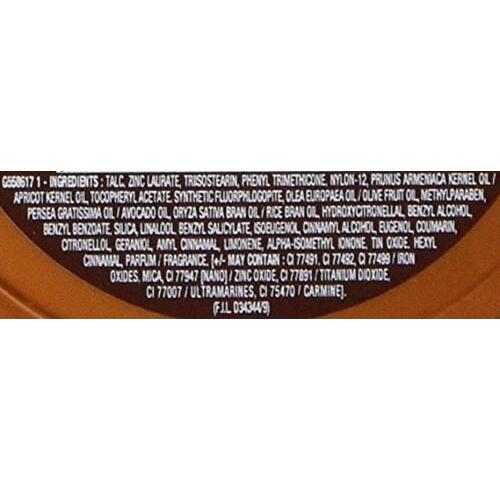 G558617 1 - INGREDIENTS : TALC, ZINC LAURATE, TRIISOSTEARIN, PHENYL TRIMETHICONE, NYLON-12, PRUNUS ARMENIACA KERNEL OIL /
APRICOT KERNEL OIL, TOCOPHERYL ACETATE, SYNTHETIC FLUORPHLOGOPITE, OLEA EUROPAEA OIL / OLIVE FRUIT OIL, METHYLPARABEN,
PERSEA GRATISSIMA OIL / AVOCADO OIL, ORYZA SATIVA BRAN OIL / RICE BRAN OIL, HYDROXYCITRONELLAL, BENZYL ALCOHOL,
BENZYL BENZOATE, SILICA, LINALOOL, BENZYL SALICYLATE, ISOEUGENOL, CINNAMYL ALCOHOL, EUGENOL, COUMARIN,
CITRONELLOL, GERANIOL, AMYL CINNAMAL, LIMONENE, ALPHA-ISOMETHYL IONONE, TIN OXIDE, HEXYL
CINNAMAL, PARFUM / FRAGRANCE. [+/- MAY CONTAIN : CI 77491, CI 77492, CI 77499 / IRON
OXIDES, MICA, CI 77947 [NANO] / ZINC OXIDE, CI 77891 / TITANIUM DIOXIDE,
CI 77007 / ULTRAMARINES, CI 75470 / CARMINE].
(F.I.L. D34344/9)